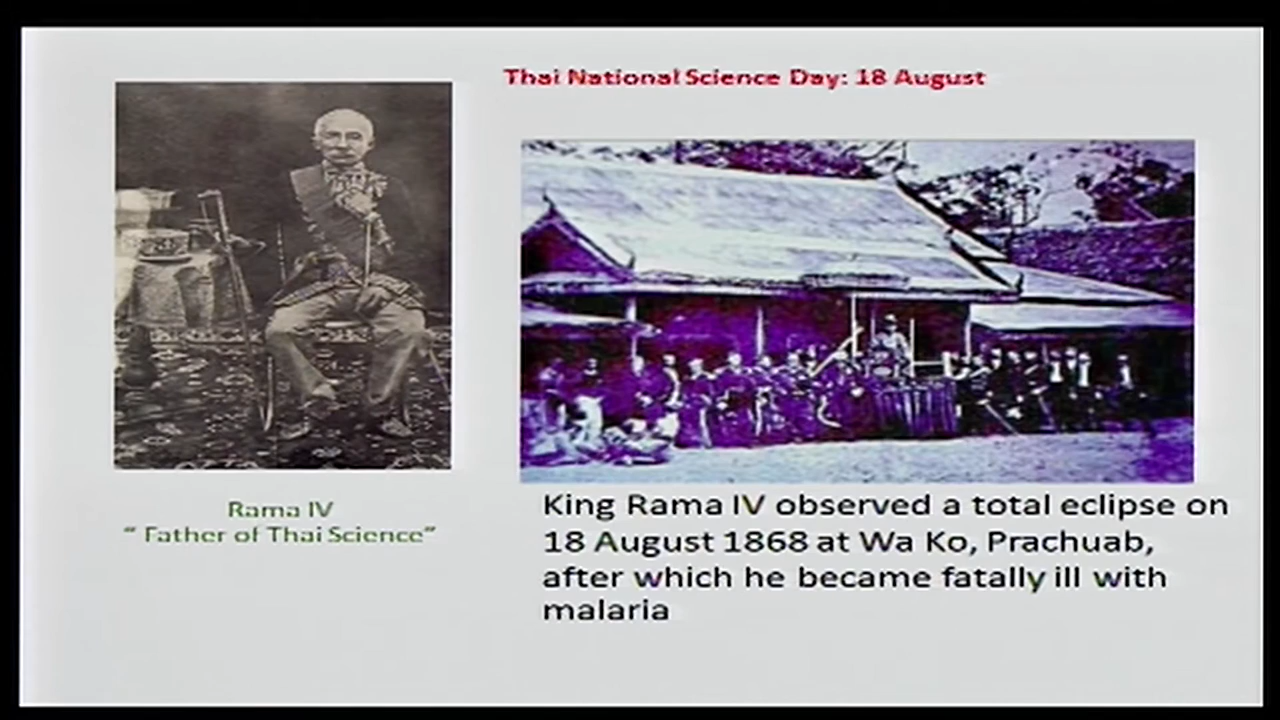 Thai National Science Day: 18 August
Rama IV
“ Father of Thai Science”
King Rama IV observed a total eclipse on
18 August 1868 at Wa Ko, Prachuab,
after which he became fatally ill with
malaria